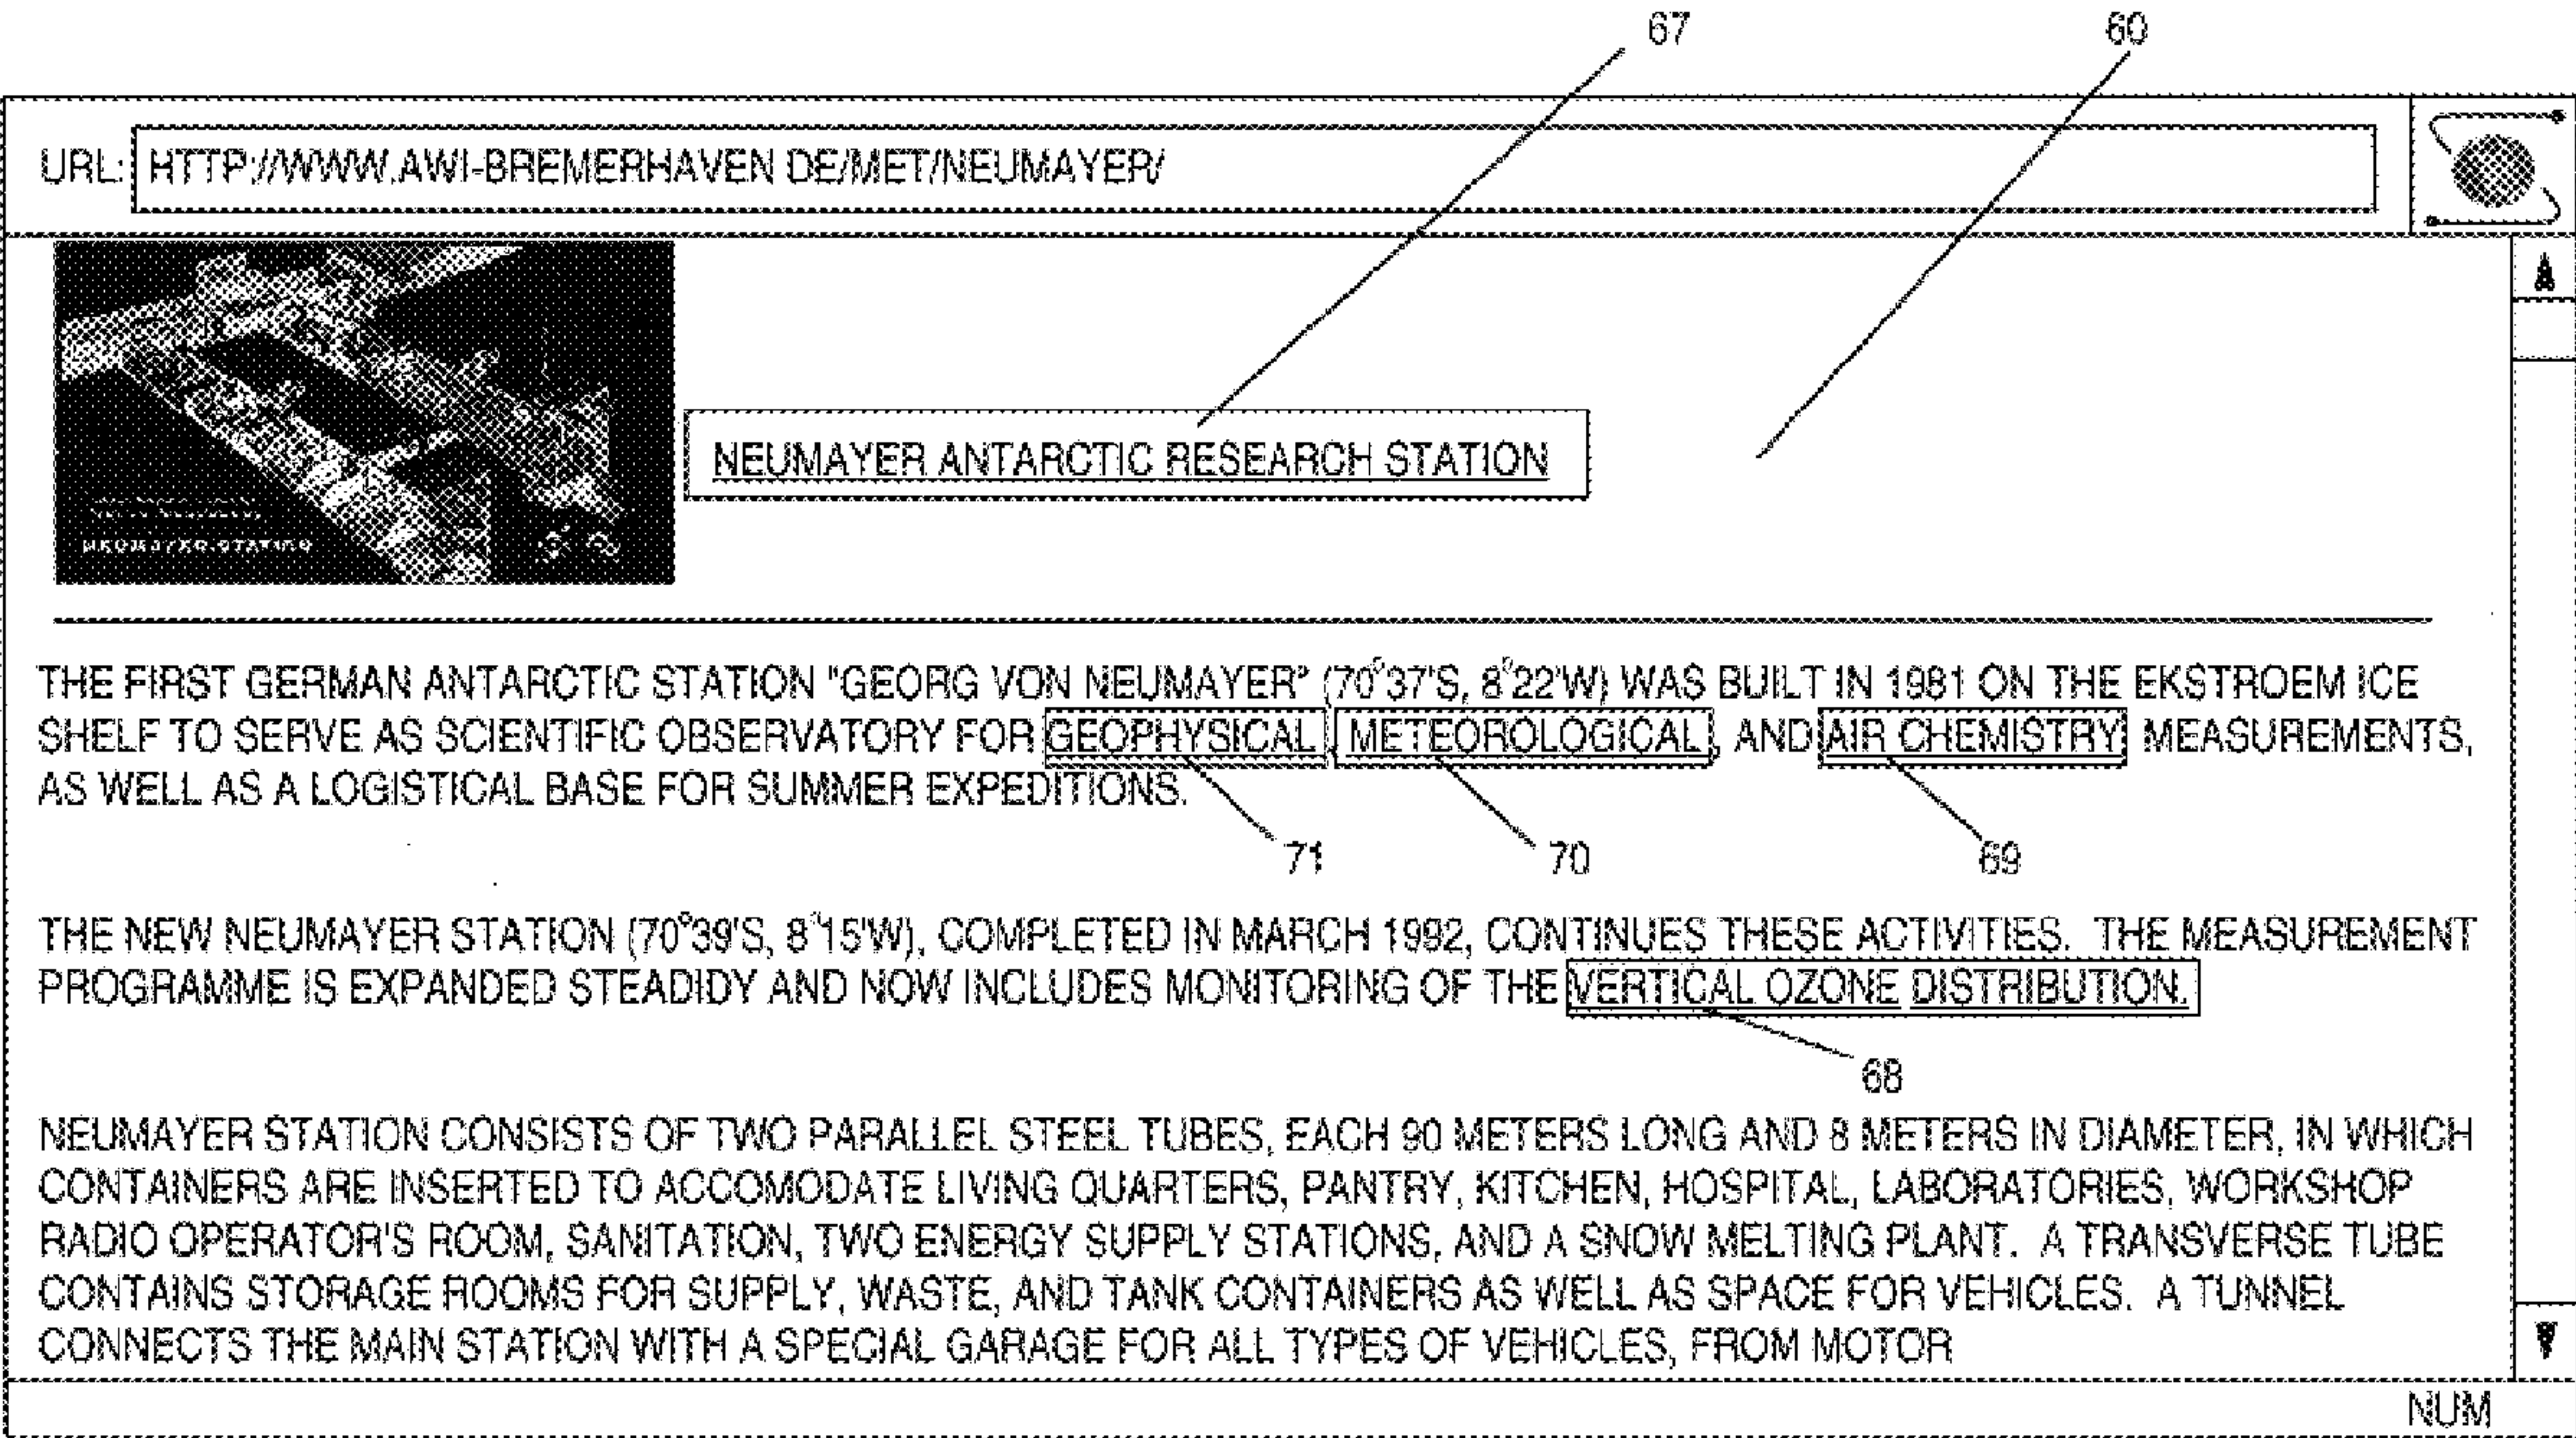 67 60
URL: HTTP://WWW.AWI-BREMERHAVEN DE/MET/NEUMAYER/
NEUMAYER ANTARCTIC RESEARCH STATION
THE FIRST GERMAN ANTARCTIC STATION "GEORG VON NEUMAYER" (70°37'S, 8°22'W) WAS BUILT IN 1981 ON THE EKSTROEM ICE
SHELF TO SERVE AS SCIENTIFIC OBSERVATORY FOR GEOPHYSICAL, METEOROLOGICAL, AND AIR CHEMISTRY MEASUREMENTS,
AS WELL AS A LOGISTICAL BASE FOR SUMMER EXPEDITIONS.
71 70 69
THE NEW NEUMAYER STATION (70°39'S, 8°15'W), COMPLETED IN MARCH 1992, CONTINUES THESE ACTIVITIES. THE MEASUREMENT
PROGRAMME IS EXPANDED STEADIDY AND NOW INCLUDES MONITORING OF THE VERTICAL OZONE DISTRIBUTION.
68
NEUMAYER STATION CONSISTS OF TWO PARALLEL STEEL TUBES, EACH 90 METERS LONG AND 8 METERS IN DIAMETER, IN WHICH
CONTAINERS ARE INSERTED TO ACCOMODATE LIVING QUARTERS, PANTRY, KITCHEN, HOSPITAL, LABORATORIES, WORKSHOP
RADIO OPERATOR'S ROOM, SANITATION, TWO ENERGY SUPPLY STATIONS, AND A SNOW MELTING PLANT. A TRANSVERSE TUBE
CONTAINS STORAGE ROOMS FOR SUPPLY, WASTE, AND TANK CONTAINERS AS WELL AS SPACE FOR VEHICLES. A TUNNEL
CONNECTS THE MAIN STATION WITH A SPECIAL GARAGE FOR ALL TYPES OF VEHICLES, FROM MOTOR
NUM